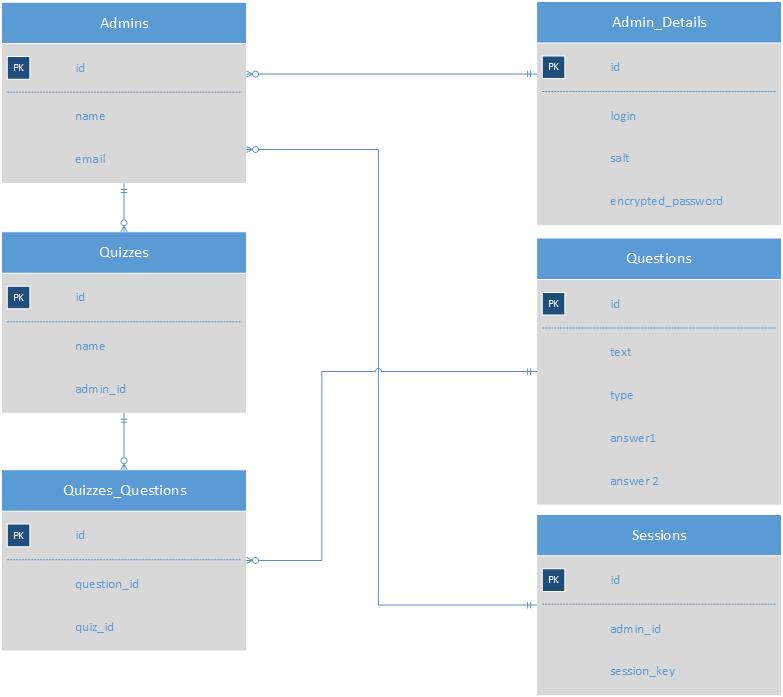 Admins
PK id
name
email
Quizzes
PK id
name
admin_id
Quizzes_Questions
PK id
question_id
quiz_id
Admin_Details
PK id
login
salt
encrypted_password
Questions
PK id
text
type
answer1
answer 2
Sessions
PK id
admin_id
session_key